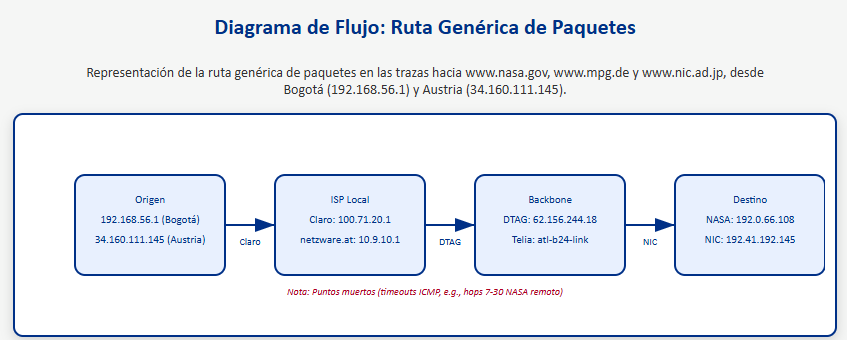 Diagrama de Flujo: Ruta Genérica de Paquetes
Representación de la ruta genérica de paquetes en las trazas hacia www.nasa.gov, www.mpg.de y www.nic.ad.jp, desde
Bogotá (192.168.56.1) y Austria (34.160.111.145).
Origen
192.168.56.1 (Bogotá)
34.160.111.145 (Austria)
Claro
ISP Local
Claro: 100.71.20.1
netzware.at: 10.9.10.1
DTAG
Backbone
DTAG: 62.156.244.18
Telia: atl-b24-link
NIC
Destino
NASA: 192.0.66.108
NIC: 192.41.192.145
Nota: Puntos muertos (timeouts ICMP, e.g., hops 7-30 NASA remoto)